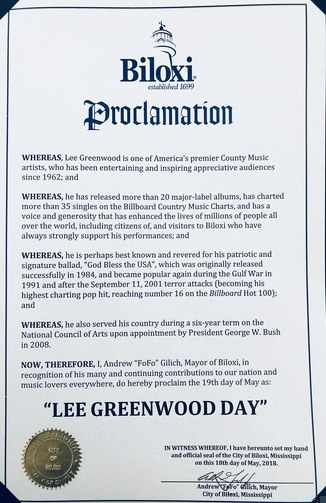 Biloxi
established 1699
Proclamation
WHEREAS, Lee Greenwood is one of America's premier County Music
artists, who has been entertaining and inspiring appreciative audiences
since 1962; and
WHEREAS, he has released more than 20 major-label albums, has charted
more than 35 singles on the Billboard Country Music Charts, and has a
voice and generosity that has enhanced the lives of millions of people all
over the world, including citizens of, and visitors to Biloxi who have
always strongly support his performances; and
WHEREAS, he is perhaps best known and revered for his patriotic and
signature ballad, "God Bless the USA", which was originally released
successfully in 1984, and became popular again during the Gulf War in
1991 and after the September 11, 2001 terror attacks (becoming his
highest charting pop hit, reaching number 16 on the Billboard Hot 100);
and
WHEREAS, he also served his country during a six-year term on the
National Council of Arts upon appointment by President George W. Bush
in 2008.
NOW, THEREFORE, I, Andrew "FoFo" Gilich, Mayor of Biloxi, in
recognition of his many and continuing contributions to our nation and
music lovers everywhere, do hereby proclaim the 19th day of May as:
"LEE GREENWOOD DAY"
IN WITNESS WHEREOF, I have hereunto set my hand
and official seal of the City of Biloxi, Mississippi
on this 18th day of May, 2018.
Andrew "FoFo" Gilich, Mayor
City of Biloxi, Mississippi
CITY
OF
BILOXI